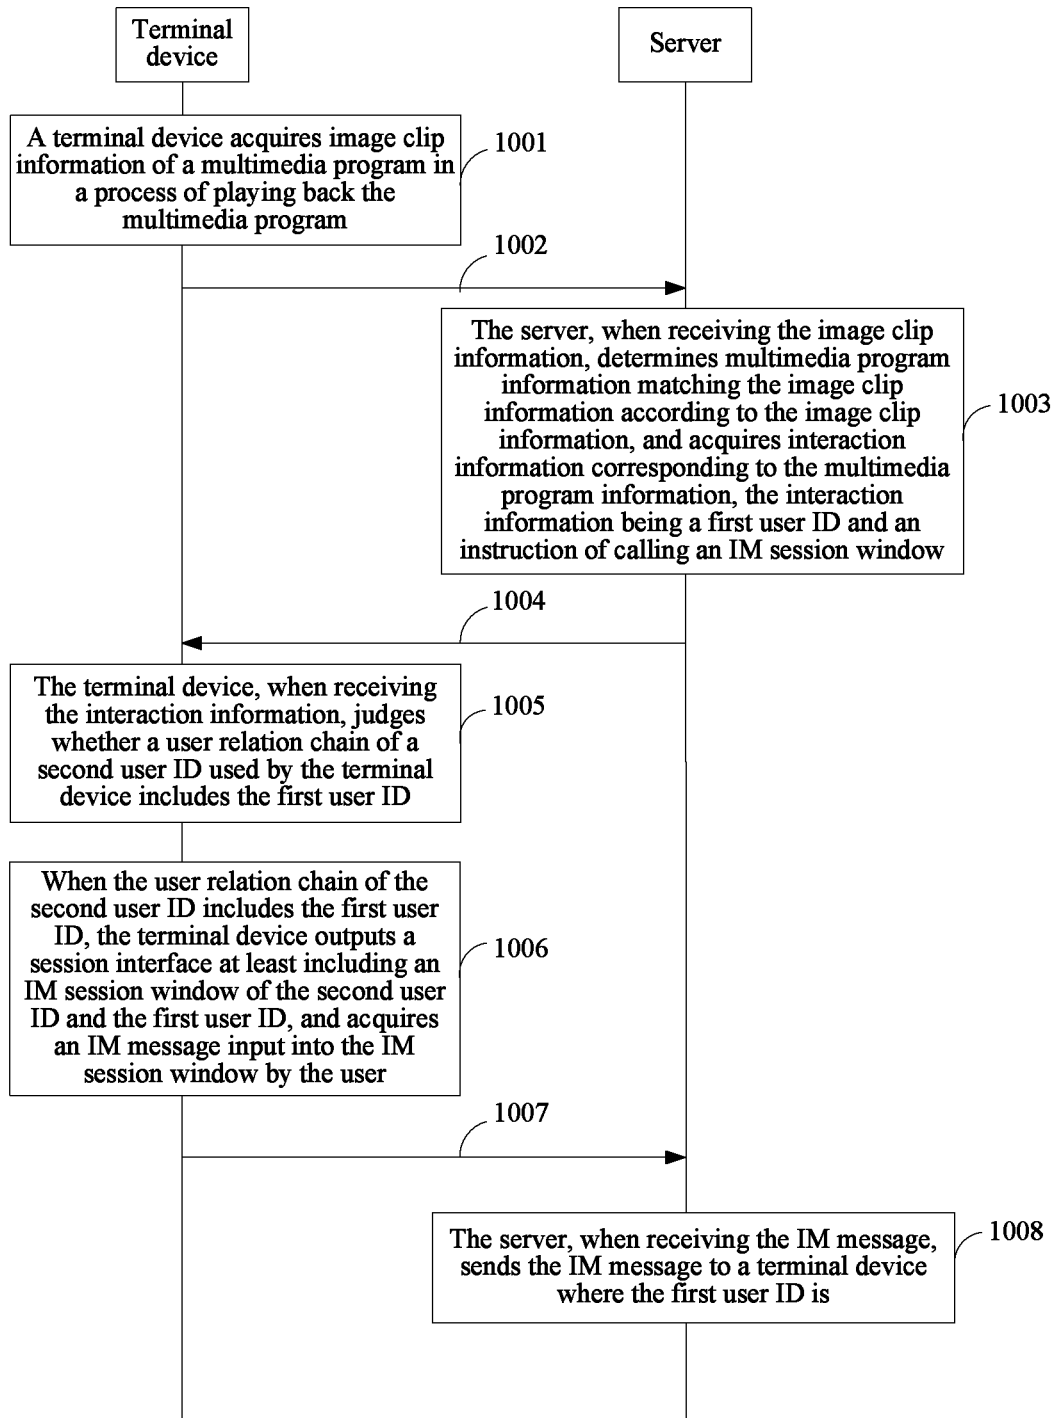 Terminal
device
Server
A terminal device acquires image clip
information of a multimedia program in
a process of playing back the
multimedia program
1001
1002
The server, when receiving the image clip
information, determines multimedia program
information matching the image clip
information according to the image clip
information, and acquires interaction
information corresponding to the multimedia
program information, the interaction
information being a first user ID and an
instruction of calling an IM session window
1003
1004
The terminal device, when receiving
the interaction information, judges
whether a user relation chain of a
second user ID used by the terminal
device includes the first user ID
1005
When the user relation chain of the
second user ID includes the first user
ID, the terminal device outputs a
session interface at least including an
IM session window of the second user
ID and the first user ID, and acquires
an IM message input into the IM
session window by the user
1006
1007
The server, when receiving the IM message,
sends the IM message to a terminal device
where the first user ID is
1008